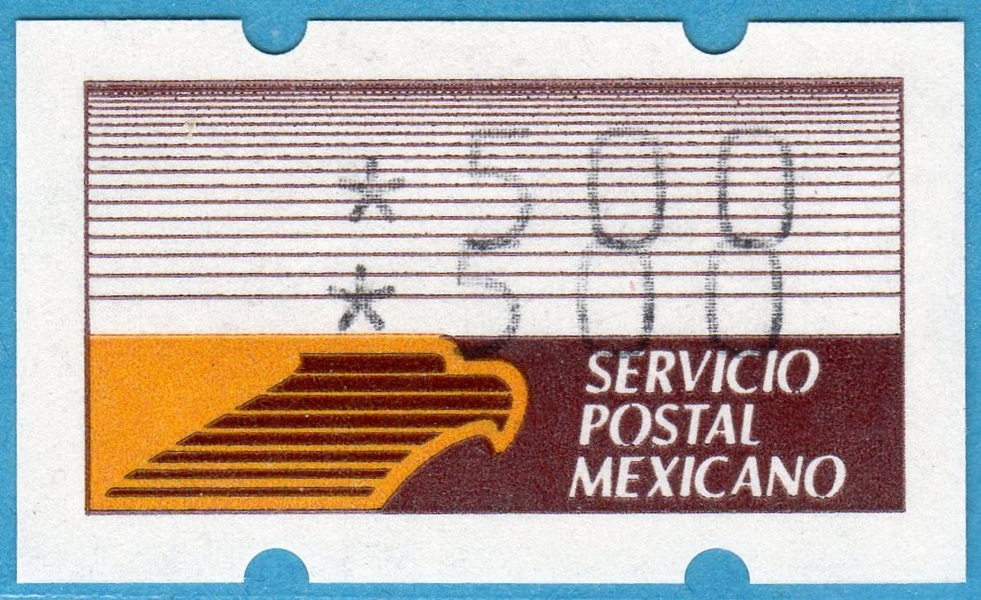 *500
*500
SERVICIO
POSTAL
MEXICANO